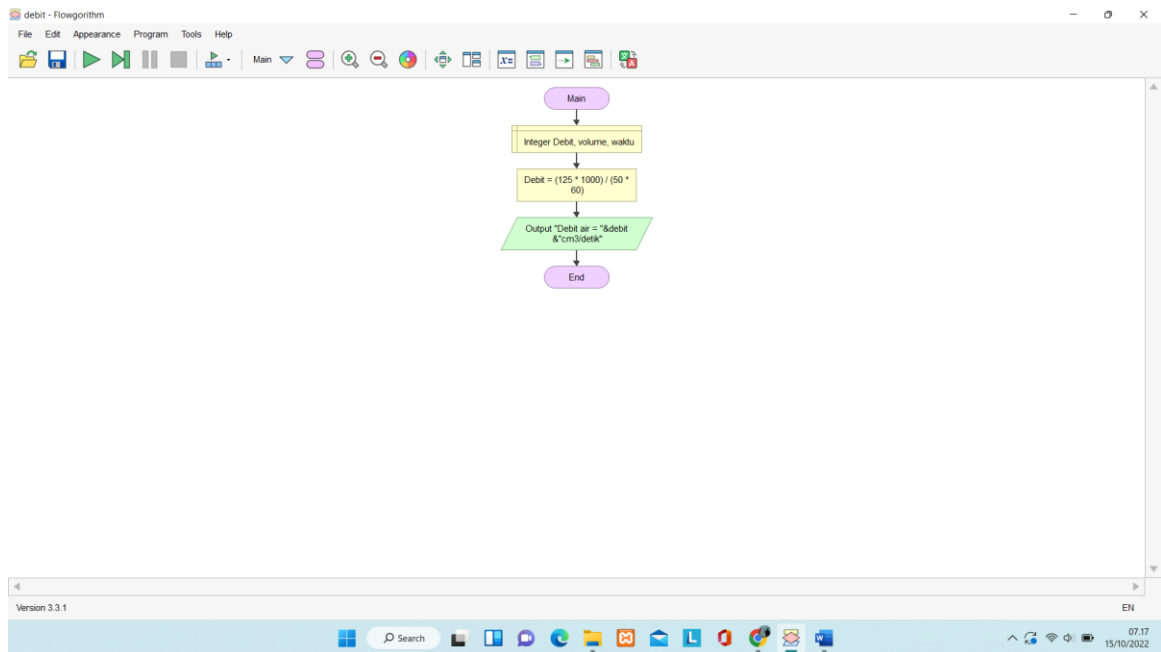 debit - Flowgorithm
File Edit Appearance Program Tools Help
Main
Main
Integer Debit, volume, waktu
Debit = (125 * 1000) / (50 *
60)
Output "Debit air = "&debit
&"cm3/detik"
End
Version 3.3.1
EN
Search
07.17
15/10/2022